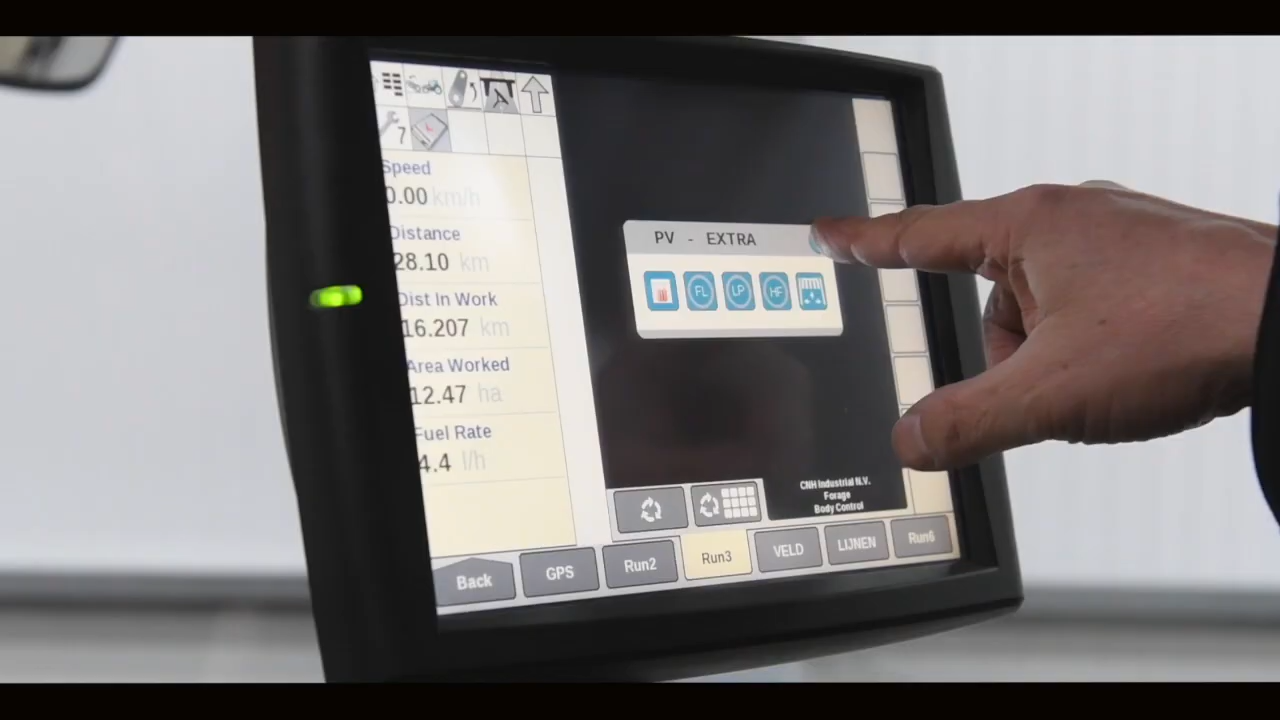 7
Speed
0.00 km/h
Distance
28.10 km
Dist In Work
16.207 km
Area Worked
12.47 ha
Fuel Rate
4.4 l/h
PV - EXTRA
FL LP HF
CNH Industrial N.V.
Forage
Body Control
Back GPS Run2 Run3 VELD LIJNEN Run6